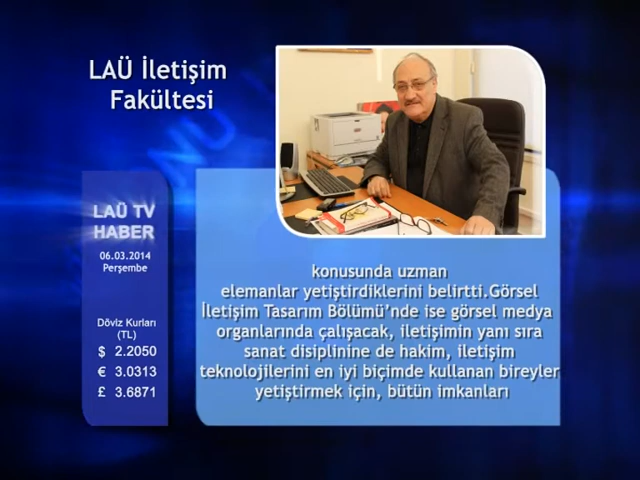 LAÜ İletişim
Fakültesi
LAÜ TV
HABER
06.03.2014
Perşembe
Döviz Kurları
(TL)
$ 2.2050
€ 3.0313
£ 3.6871
konusunda uzman
elemanlar yetiştirdiklerini belirtti.Görsel
İletişim Tasarım Bölümü'nde ise görsel medya
organlarında çalışacak, iletişimin yanı sıra
sanat disiplinine de hakim, iletişim
teknolojilerini en iyi biçimde kullanan bireyler
yetiştirmek için, bütün imkanları